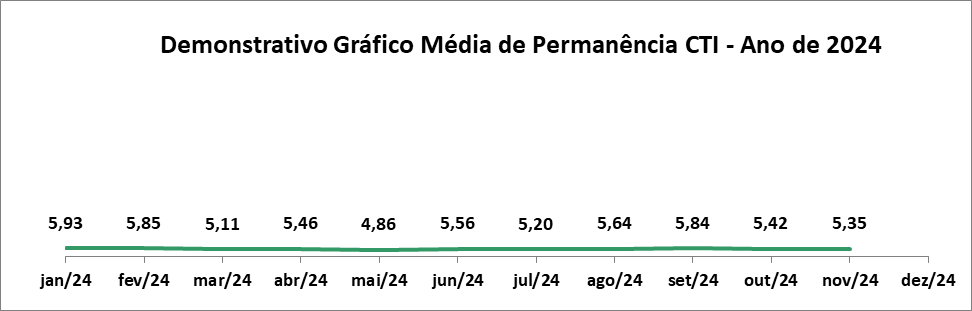 Demonstrativo Gráfico Média de Permanência CTI - Ano de 2024
5,93 5,85 5,11 5,46 4,86 5,56 5,20 5,64 5,84 5,42 5,35
jan/24 fev/24 mar/24 abr/24 mai/24 jun/24 jul/24 ago/24 set/24 out/24 nov/24 dez/24